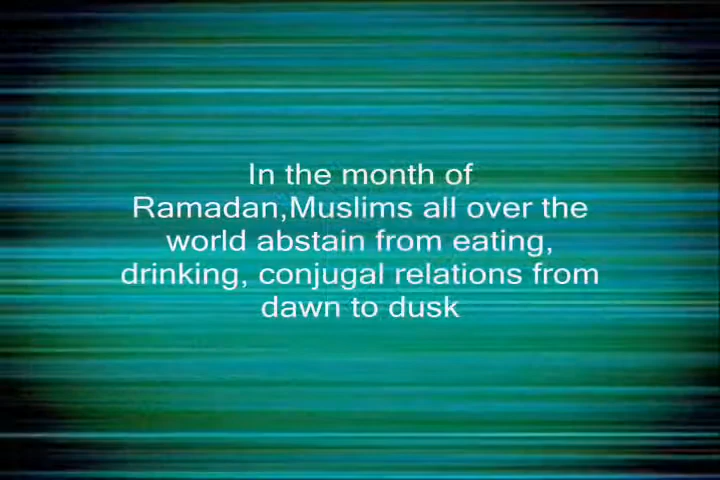 In the month of
Ramadan,Muslims all over the
world abstain from eating,
drinking, conjugal relations from
dawn to dusk